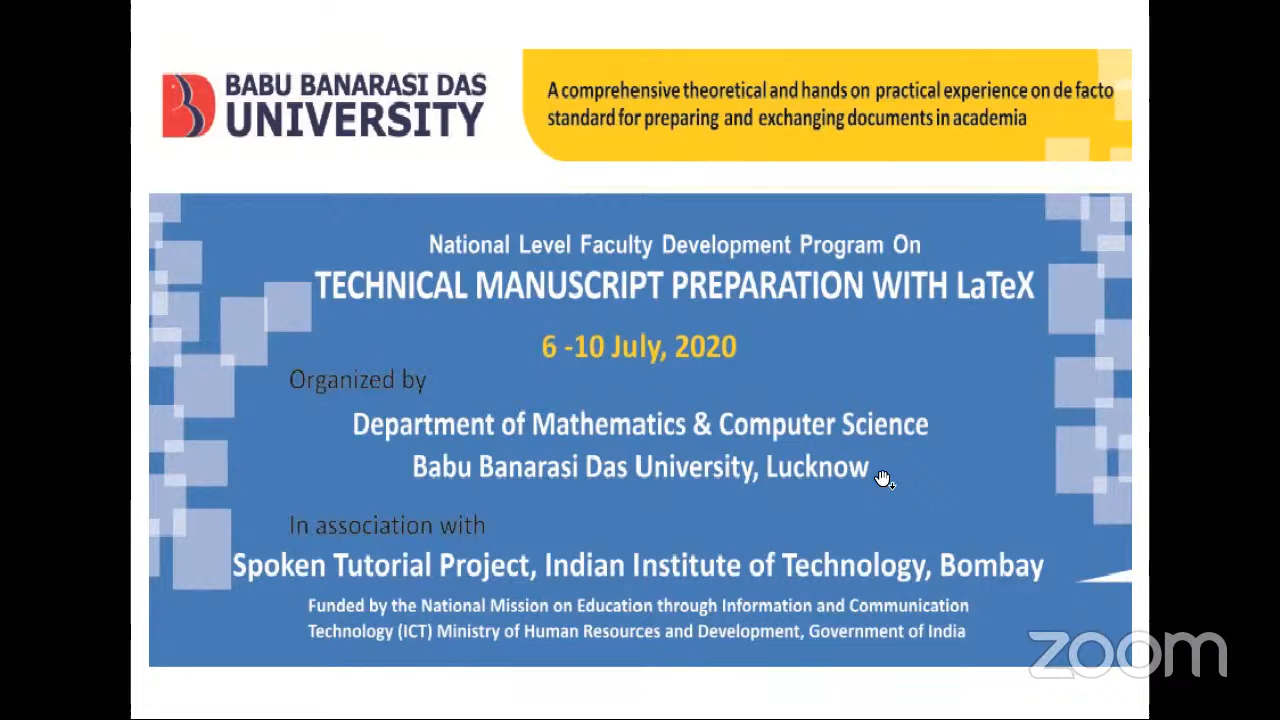 BABU BANARASI DAS
UNIVERSITY
A comprehensive theoretical and hands on practical experience on de facto
standard for preparing and exchanging documents in academia
National Level Faculty Development Program On
TECHNICAL MANUSCRIPT PREPARATION WITH LaTeX
6 -10 July, 2020
Organized by
Department of Mathematics & Computer Science
Babu Banarasi Das University, Lucknow
In association with
Spoken Tutorial Project, Indian Institute of Technology, Bombay
Funded by the National Mission on Education through Information and Communication
Technology (ICT) Ministry of Human Resources and Development, Government of India
zoom